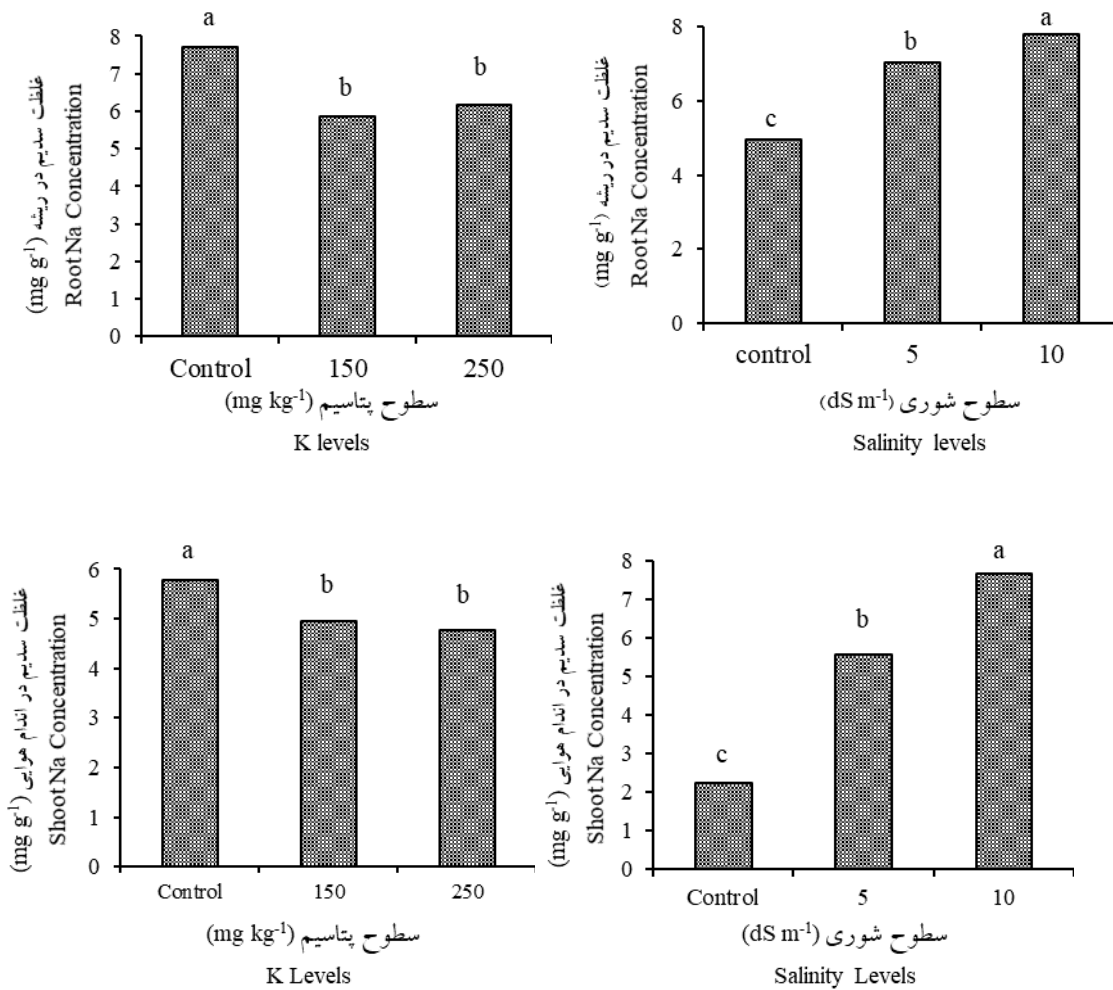 غلظت سدیم در ریشه (mg g-1)
Root Na Concentration
8
7
6
5
4
3
2
1
0
a
b
b
Control 150 250
سطوح پتاسیم (mg kg-1)
K levels
غلظت سدیم در ریشه (mg g-1)
Root Na Concentration
8
6
4
2
0
c
b
a
control 5 10
سطوح شوری (dS m-1)
Salinity levels
غلظت سدیم در اندام هوایی (mg g-1)
Shoot Na Concentration
6
5
4
3
2
1
0
a
b
b
Control 150 250
سطوح پتاسیم (mg kg-1)
K Levels
غلظت سدیم در اندام هوایی (mg g-1)
Shoot Na Concentration
8
7
6
5
4
3
2
1
0
c
b
a
Control 5 10
سطوح شوری (dS m-1)
Salinity Levels